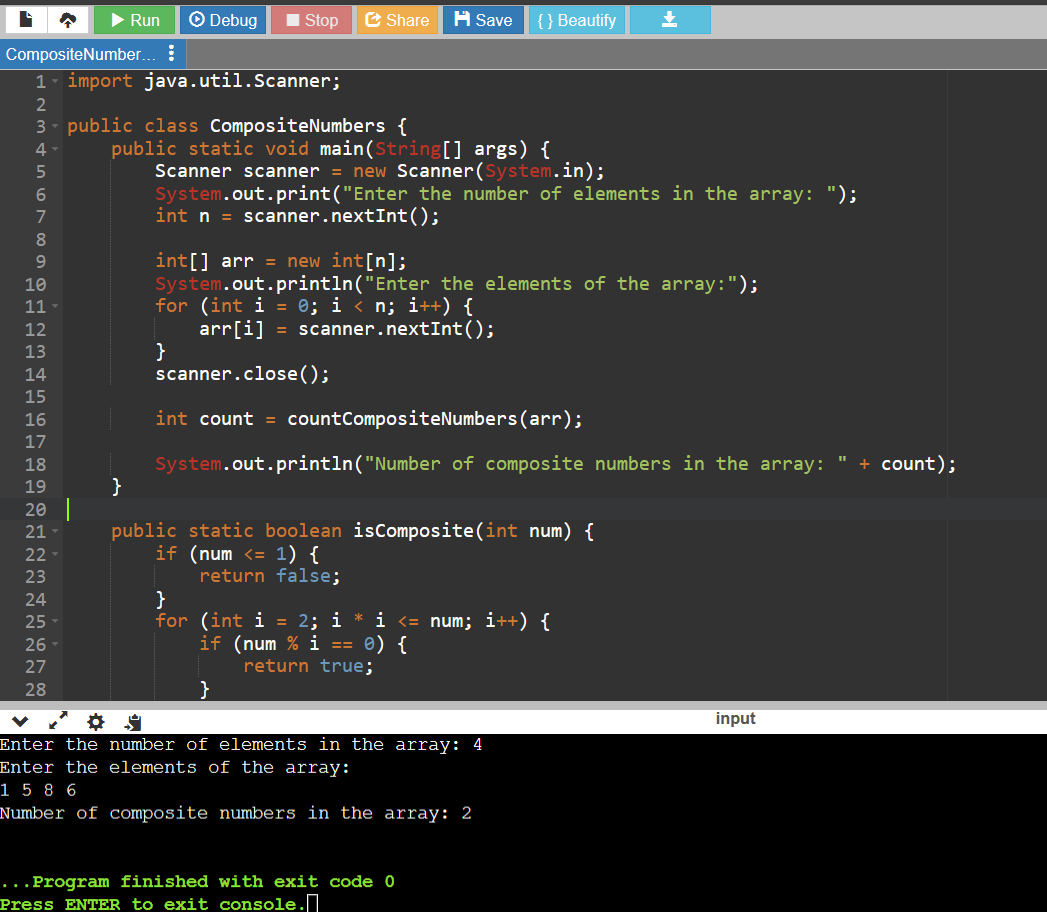 Run Debug Stop Share Save { } Beautify
CompositeNumber...
1 import java.util.Scanner;
2
3 public class CompositeNumbers {
4     public static void main(String[] args) {
5         Scanner scanner = new Scanner(System.in);
6         System.out.print("Enter the number of elements in the array: ");
7         int n = scanner.nextInt();
8
9         int[] arr = new int[n];
10         System.out.println("Enter the elements of the array:");
11         for (int i = 0; i < n; i++) {
12             arr[i] = scanner.nextInt();
13         }
14         scanner.close();
15
16         int count = countCompositeNumbers(arr);
17
18         System.out.println("Number of composite numbers in the array: " + count);
19     }
20
21     public static boolean isComposite(int num) {
22         if (num <= 1) {
23             return false;
24         }
25         for (int i = 2; i * i <= num; i++) {
26             if (num % i == 0) {
27                 return true;
28             }
input
Enter the number of elements in the array: 4
Enter the elements of the array:
1 5 8 6
Number of composite numbers in the array: 2
...Program finished with exit code 0
Press ENTER to exit console.